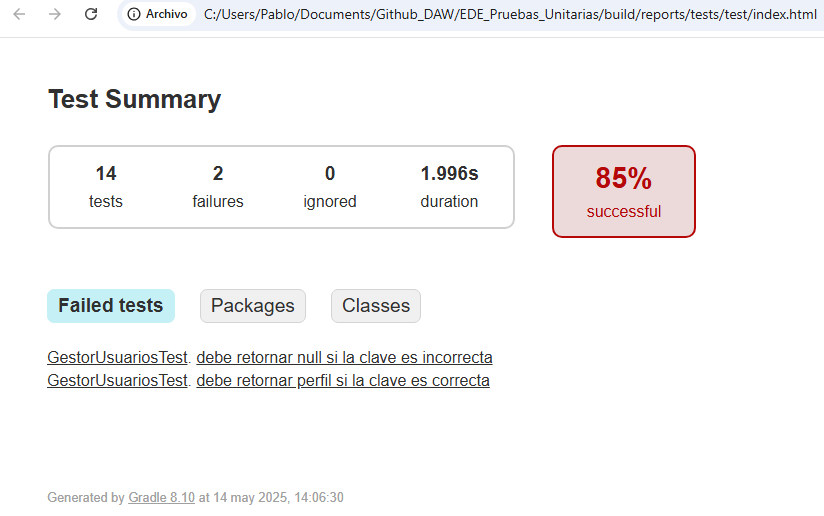 Archivo C:/Users/Pablo/Documents/Github_DAW/EDE_Pruebas_Unitarias/build/reports/tests/test/index.html
Test Summary
14 2 0 1.996s
tests failures ignored duration
85%
successful
Failed tests Packages Classes
GestorUsuariosTest. debe retornar null si la clave es incorrecta
GestorUsuariosTest. debe retornar perfil si la clave es correcta
Generated by Gradle 8.10 at 14 may 2025, 14:06:30